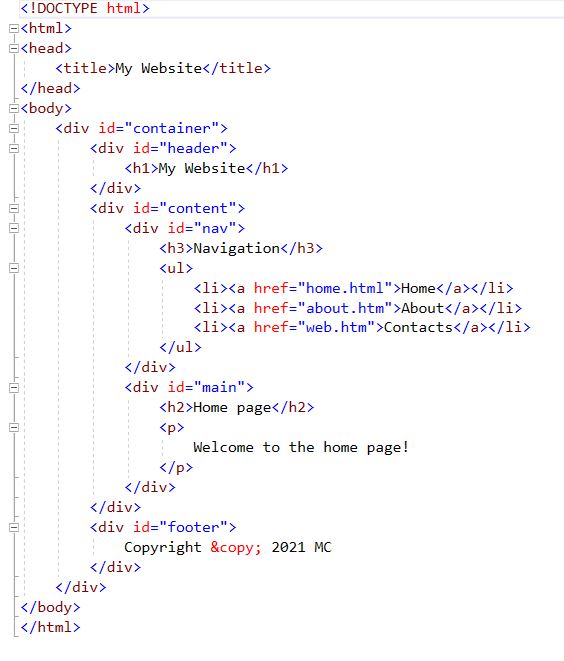 <!DOCTYPE html>
<html>
<head>
    <title>My Website</title>
</head>
<body>
    <div id="container">
        <div id="header">
            <h1>My Website</h1>
        </div>
        <div id="content">
            <div id="nav">
                <h3>Navigation</h3>
                <ul>
                    <li><a href="home.html">Home</a></li>
                    <li><a href="about.htm">About</a></li>
                    <li><a href="web.htm">Contacts</a></li>
                </ul>
            </div>
            <div id="main">
                <h2>Home page</h2>
                <p>
                    Welcome to the home page!
                </p>
            </div>
        </div>
        <div id="footer">
            Copyright &copy; 2021 MC
        </div>
    </div>
</body>
</html>